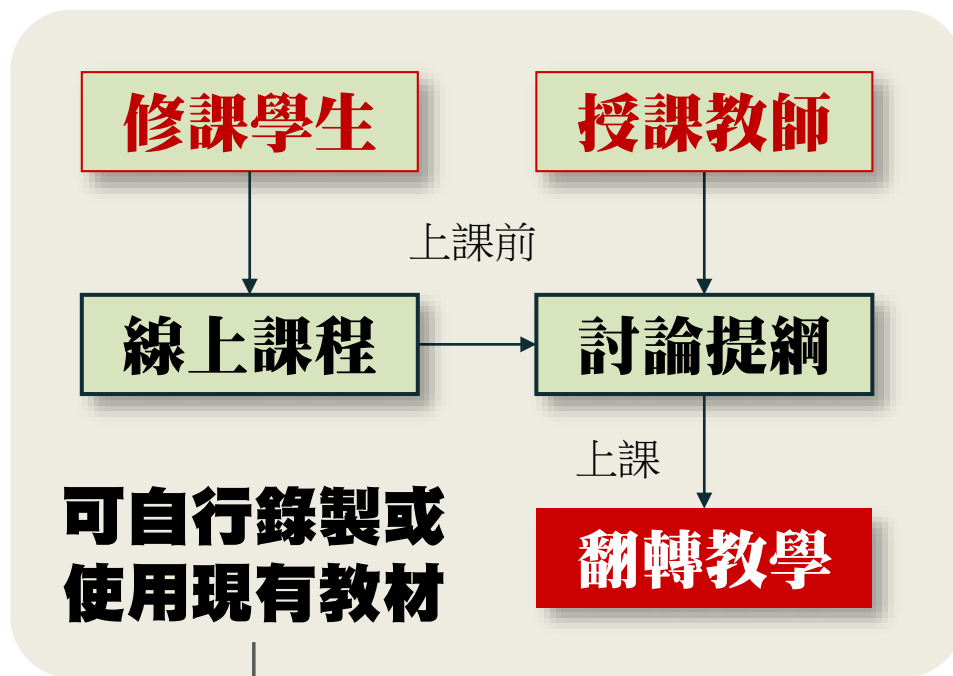 修課學生
授課教師
上課前
線上課程
討論提綱
上課
可自行錄製或
使用現有教材
翻轉教學